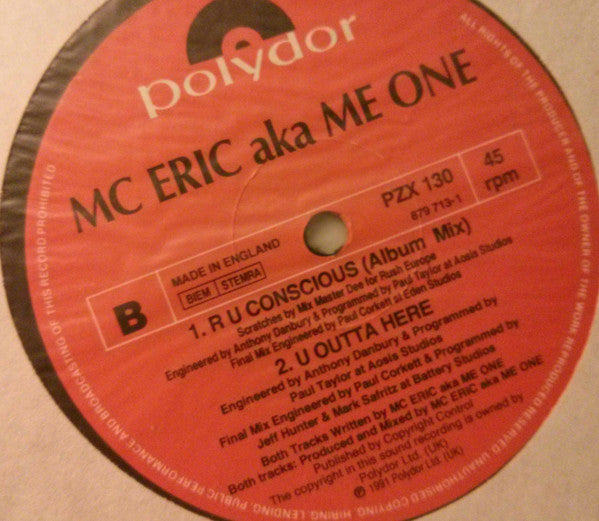 polydor
MC ERIC aka ME ONE
PZX 130
879 713-1
45
rpm
MADE IN ENGLAND
BIEM STEMRA
B
1. R U CONSCIOUS (Album Mix)
Scratches by Mix Master Dee for Rush Europe
Engineered by Anthony Danbury & Programmed by Paul Taylor at Aosis Studios
Final Mix Engineered by Paul Corkett si Eden Studios
2. U OUTTA HERE
Engineered by Anthony Danbury & Programmed by
Paul Taylor at Aosis Studios
Final Mix Engineered by Paul Corkett & Programmed by
Jeff Hunter & Mark Safritz at Battery Studios
Both Tracks Written by MC ERIC aka ME ONE
Both tracks: Produced and Mixed by MC ERIC aka ME ONE
Published by Copyright Control
The copyright in this sound recording is owned by
Polydor Ltd. (UK)
℗ 1991 Polydor Ltd. (UK)
ALL RIGHTS OF THE PRODUCER AND OF THE OWNER OF THE WORK REPRODUCED RESERVED. UNAUTHORISED COPYING, HIRING, PUBLIC PERFORMANCE AND BROADCASTING OF THIS RECORD PROHIBITED